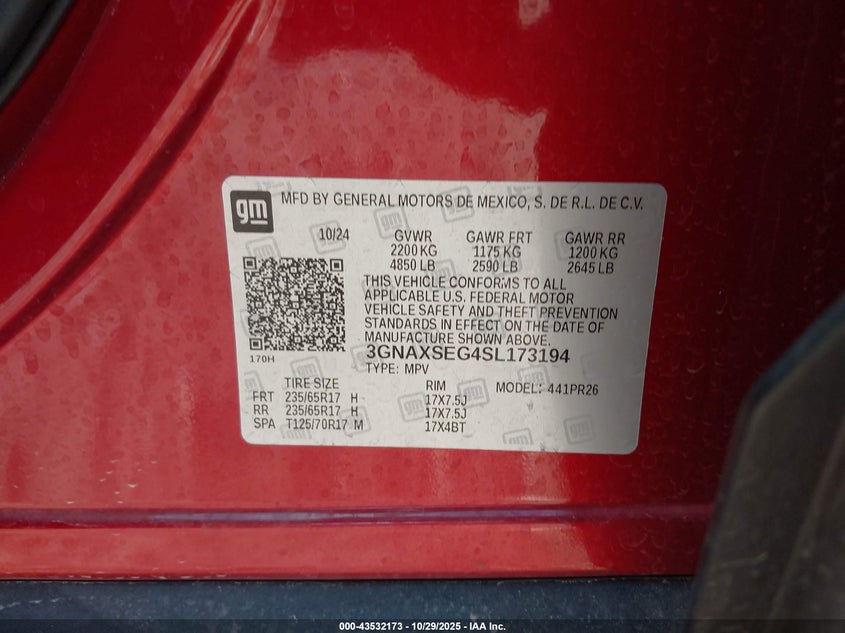 gm
MFD BY GENERAL MOTORS DE MEXICO, S. DE R.L. DE C.V.
10/24 GVWR GAWR FRT GAWR RR
2200 KG 1175 KG 1200 KG
4850 LB 2590 LB 2645 LB
THIS VEHICLE CONFORMS TO ALL
APPLICABLE U.S. FEDERAL MOTOR
VEHICLE SAFETY AND THEFT PREVENTION
STANDARDS IN EFFECT ON THE DATE OF
MANUFACTURE SHOWN ABOVE.
170H
3GNAXSEG4SL173194
TYPE: MPV
TIRE SIZE RIM MODEL: 441PR26
FRT 235/65R17 H 17X7.5J
RR 235/65R17 H 17X7.5J
SPA T125/70R17 M 17X4BT
000-43532173 - 10/29/2025 - IAA Inc.